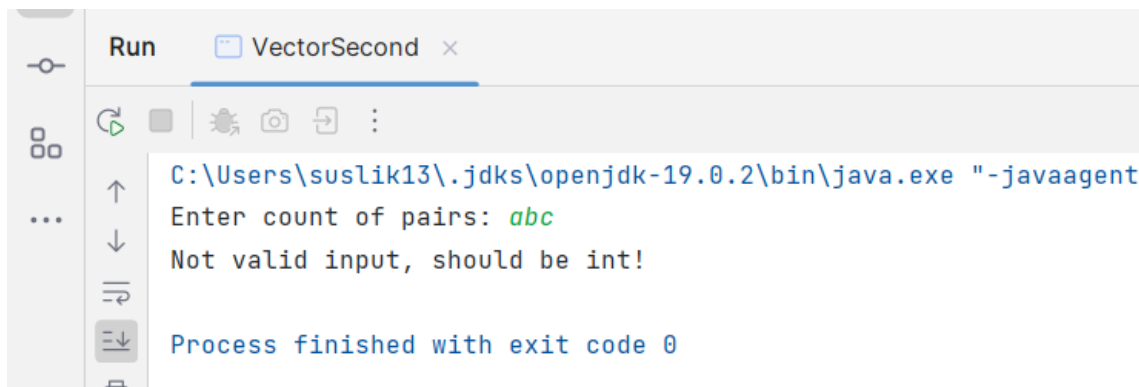 Run VectorSecond
C:\Users\suslik13\.jdks\openjdk-19.0.2\bin\java.exe "-javaagent
Enter count of pairs: abc
Not valid input, should be int!
Process finished with exit code 0